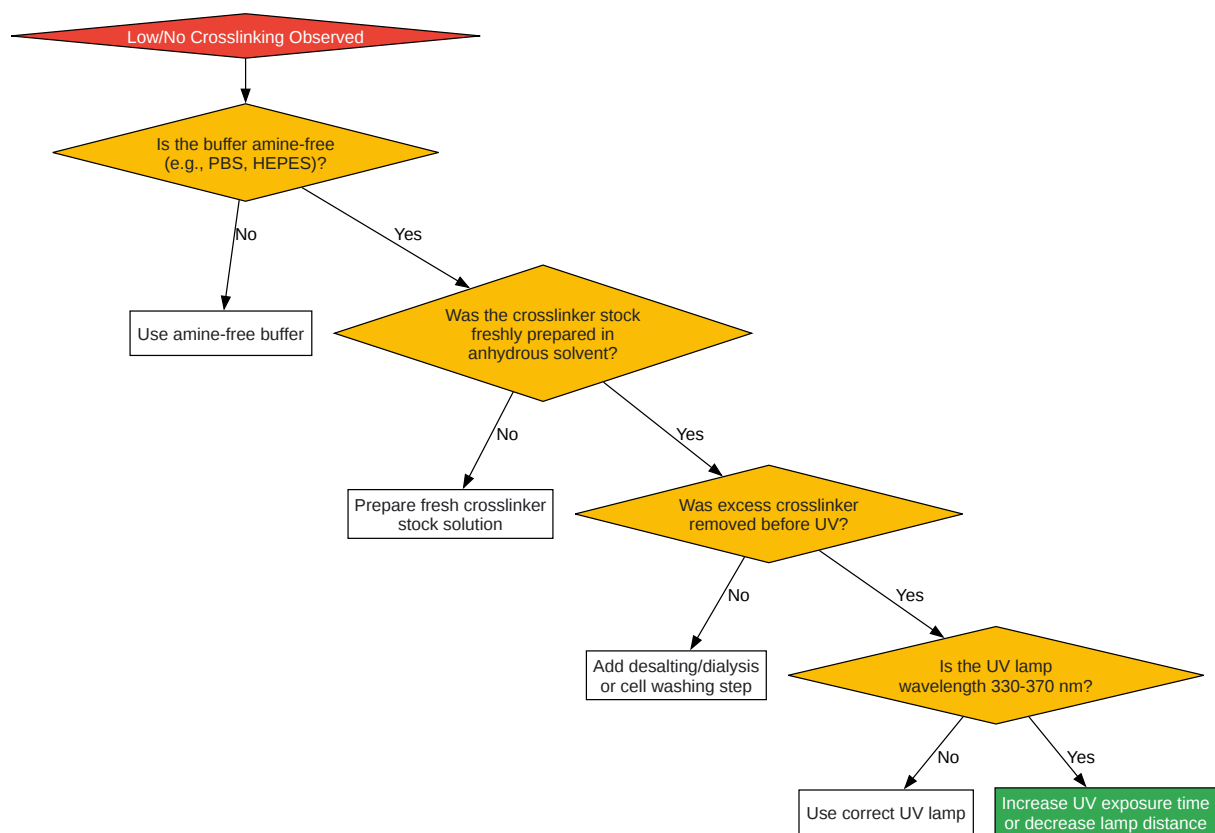 Low/No Crosslinking Observed
Is the buffer amine-free
(e.g., PBS, HEPES)?
No
Yes
Use amine-free buffer
Was the crosslinker stock
freshly prepared in
anhydrous solvent?
No
Yes
Prepare fresh crosslinker
stock solution
Was excess crosslinker
removed before UV?
No
Yes
Add desalting/dialysis
or cell washing step
Is the UV lamp
wavelength 330-370 nm?
No
Yes
Use correct UV lamp
Increase UV exposure time
or decrease lamp distance